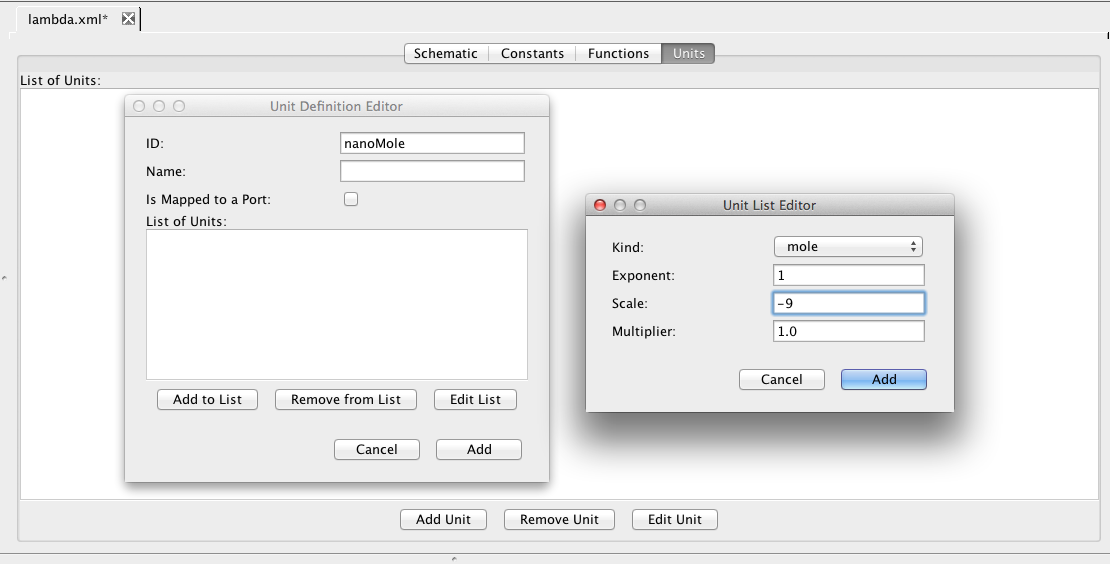 lambda.xml*
Schematic Constants Functions Units
List of Units:
Unit Definition Editor
ID: nanoMole
Name:
Is Mapped to a Port:
List of Units:
Add to List Remove from List Edit List
Cancel Add
Unit List Editor
Kind: mole
Exponent: 1
Scale: -9
Multiplier: 1.0
Cancel Add
Add Unit Remove Unit Edit Unit